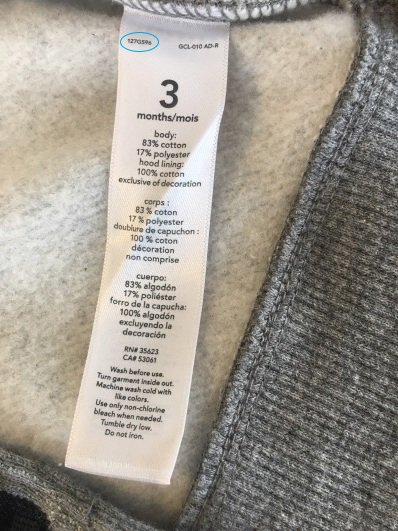 127G596 GCL-010 AD-R
3
months/mois
body:
83% cotton
17% polyester
hood lining:
100% cotton
exclusive of decoration
corps :
83 % coton
17 % polyester
doublure de capuchon :
100 % coton
décoration
non comprise
cuerpo:
83% algodón
17% poliéster
forro de la capucha:
100% algodón
excluyendo la
decoración
RN# 35623
CA# 53061
Wash before use.
Turn garment inside out.
Machine wash cold with
like colors.
Use only non-chlorine
bleach when needed.
Tumble dry low.
Do not iron.